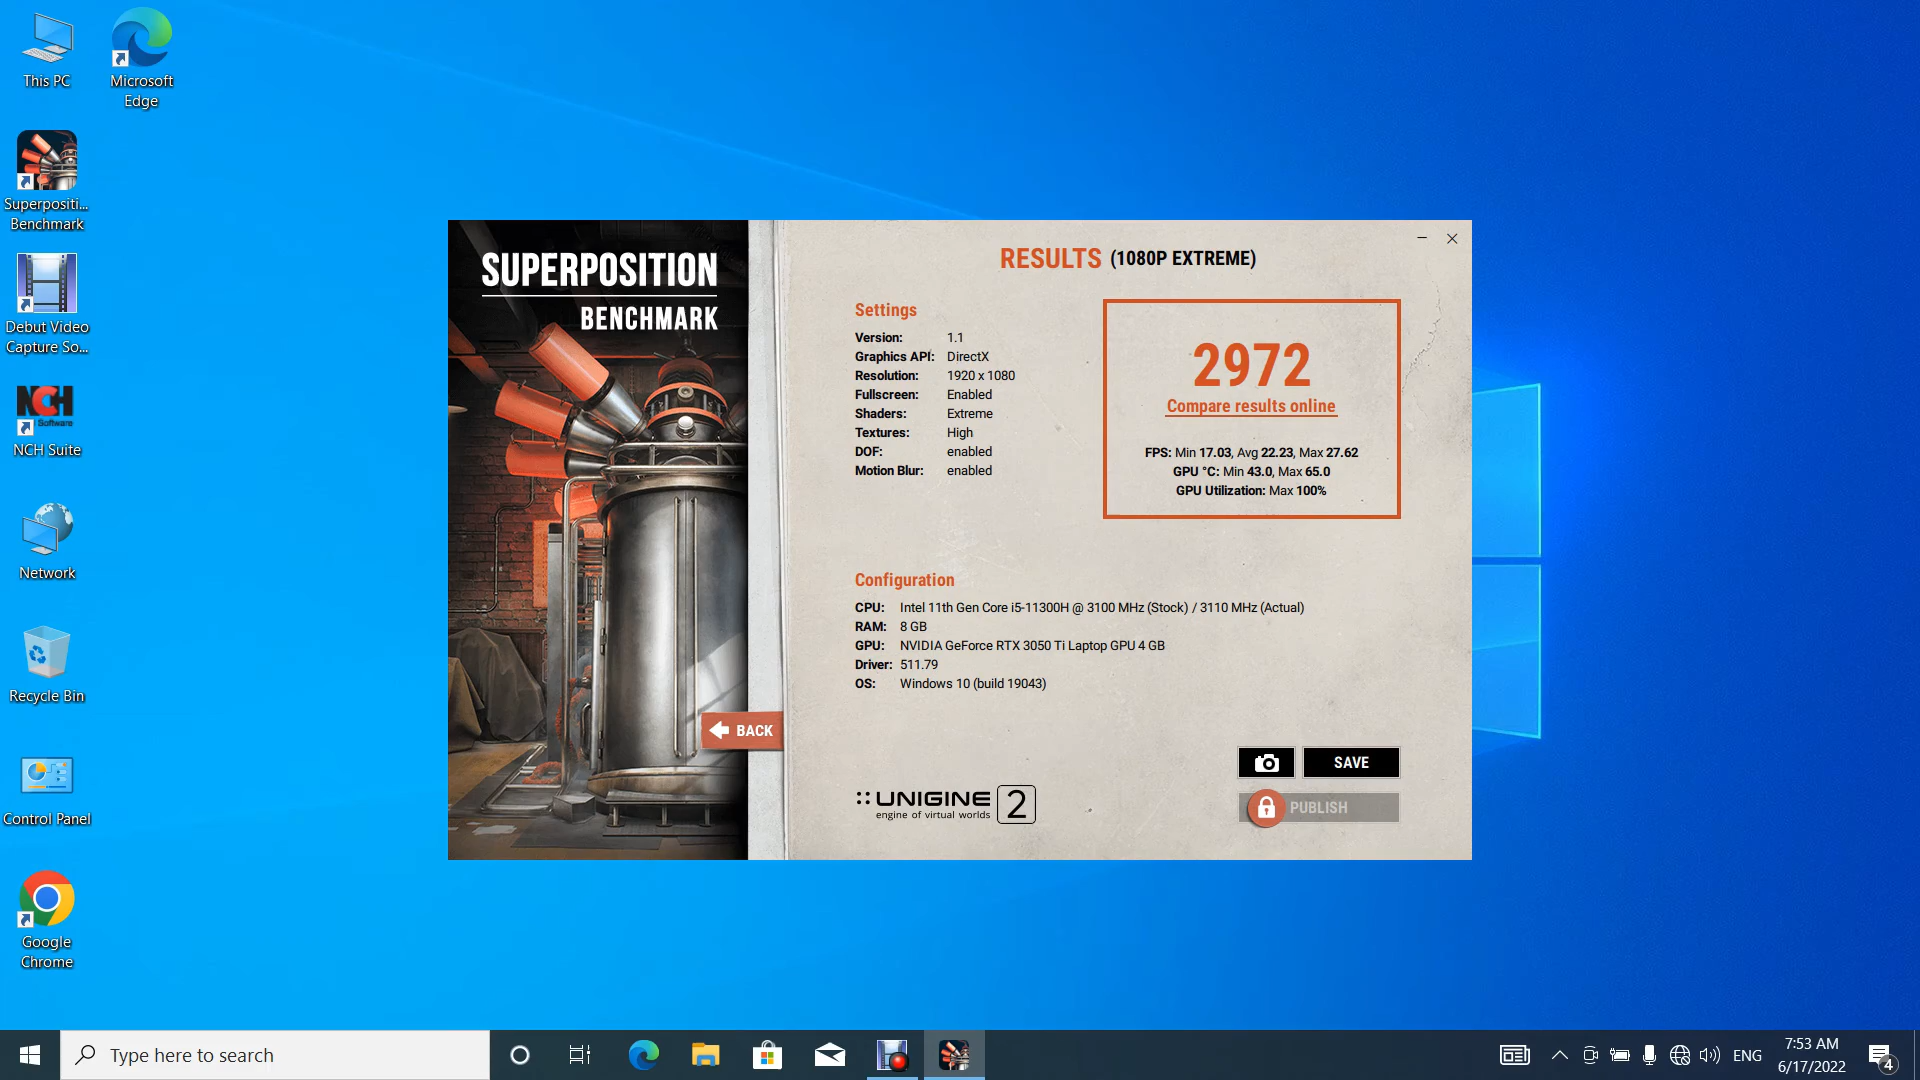 This PC
Microsoft
Edge
Superpositi...
Benchmark
Debut Video
Capture So...
NCH
Software
NCH Suite
Network
Recycle Bin
Control Panel
Google
Chrome
SUPERPOSITION
BENCHMARK
RESULTS (1080P EXTREME)
Settings
Version: 1.1
Graphics API: DirectX
Resolution: 1920 x 1080
Fullscreen: Enabled
Shaders: Extreme
Textures: High
DOF: enabled
Motion Blur: enabled
2972
Compare results online
FPS: Min 17.03, Avg 22.23, Max 27.62
GPU °C: Min 43.0, Max 65.0
GPU Utilization: Max 100%
Configuration
CPU: Intel 11th Gen Core i5-11300H @ 3100 MHz (Stock) / 3110 MHz (Actual)
RAM: 8 GB
GPU: NVIDIA GeForce RTX 3050 Ti Laptop GPU 4 GB
Driver: 511.79
OS: Windows 10 (build 19043)
BACK
SAVE
PUBLISH
UNIGINE 2
engine of virtual worlds
Type here to search
ENG
7:53 AM
6/17/2022
4